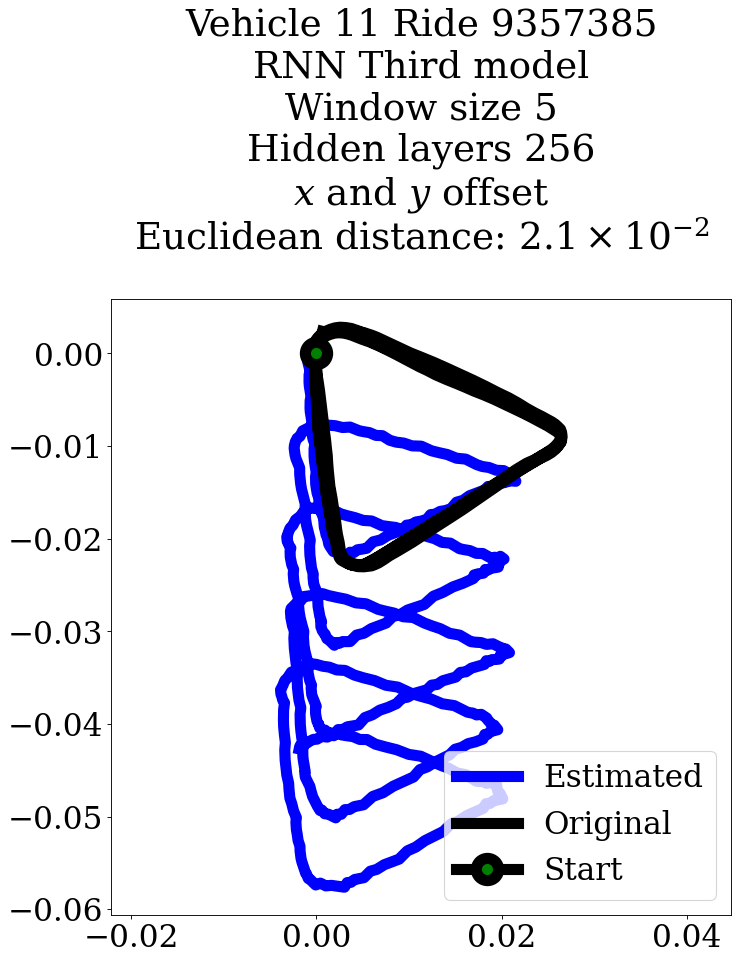 Vehicle 11 Ride 9357385
RNN Third model
Window size 5
Hidden layers 256
x and y offset
Euclidean distance: 2.1 × 10⁻²
0.00
−0.01
−0.02
−0.03
−0.04
−0.05
−0.06
−0.02 0.00 0.02 0.04
Estimated
Original
Start